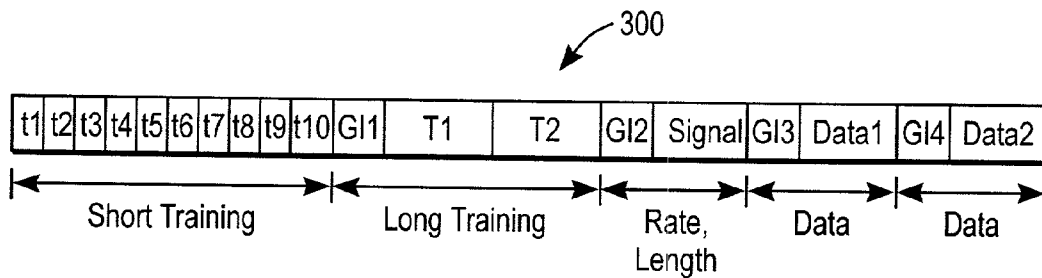 300
t1 t2 t3 t4 t5 t6 t7 t8 t9 t10 GI1 T1 T2 GI2 Signal GI3 Data1 GI4 Data2
Short Training Long Training Rate, Data Data
Length